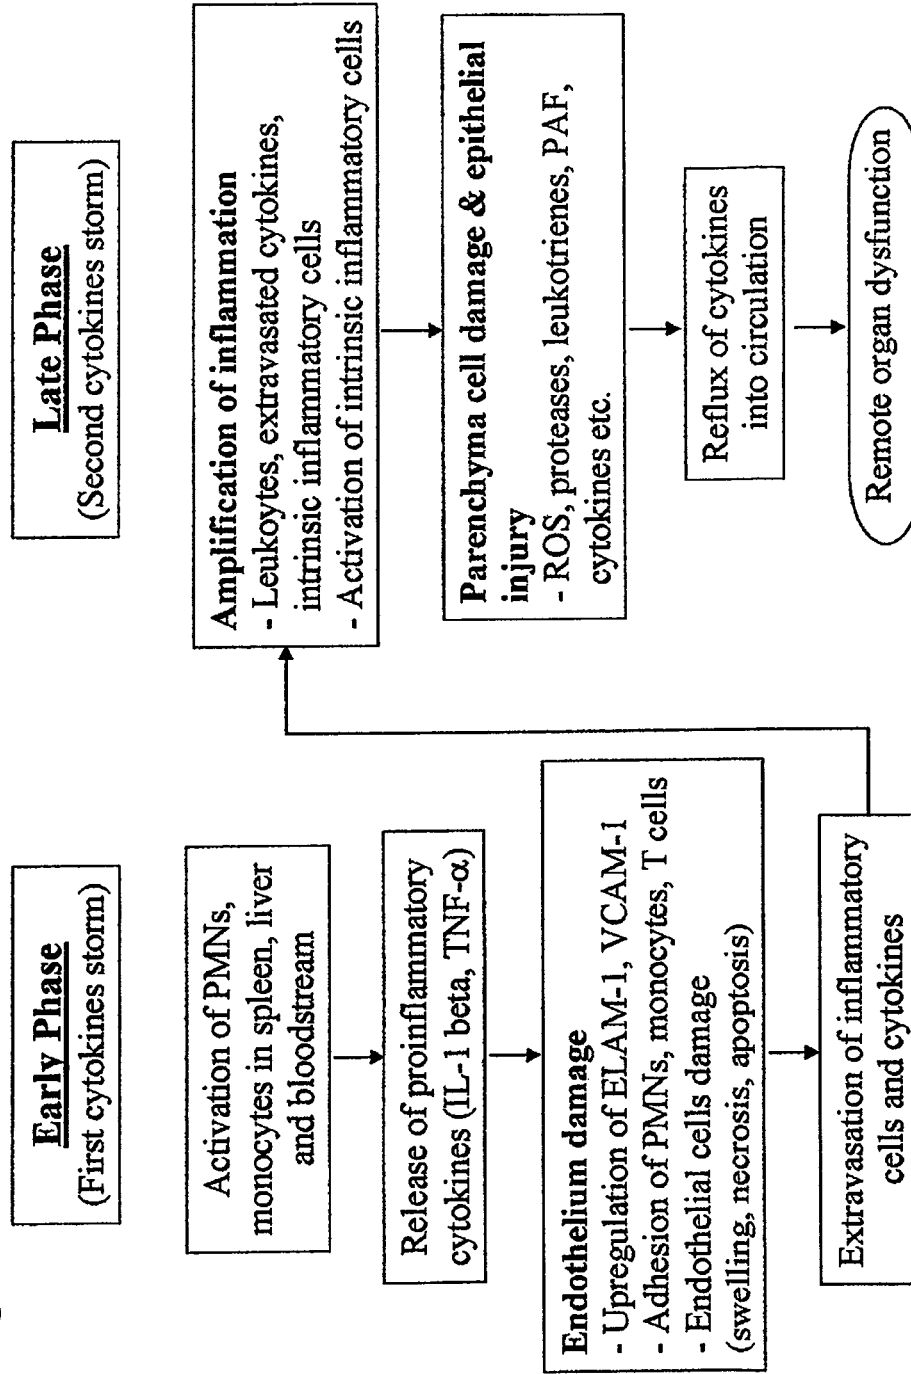 Early Phase
(First cytokines storm)
Activation of PMNs,
monocytes in spleen, liver
and bloodstream
Release of proinflammatory
cytokines (IL-1 beta, TNF-α)
Endothelium damage
- Upregulation of ELAM-1, VCAM-1
- Adhesion of PMNs, monocytes, T cells
- Endothelial cells damage
(swelling, necrosis, apoptosis)
Extravasation of inflammatory
cells and cytokines
Late Phase
(Second cytokines storm)
Amplification of inflammation
- Leukoytes, extravasated cytokines,
intrinsic inflammatory cells
- Activation of intrinsic inflammatory cells
Parenchyma cell damage & epithelial
injury
- ROS, proteases, leukotrienes, PAF,
cytokines etc.
Reflux of cytokines
into circulation
Remote organ dysfunction